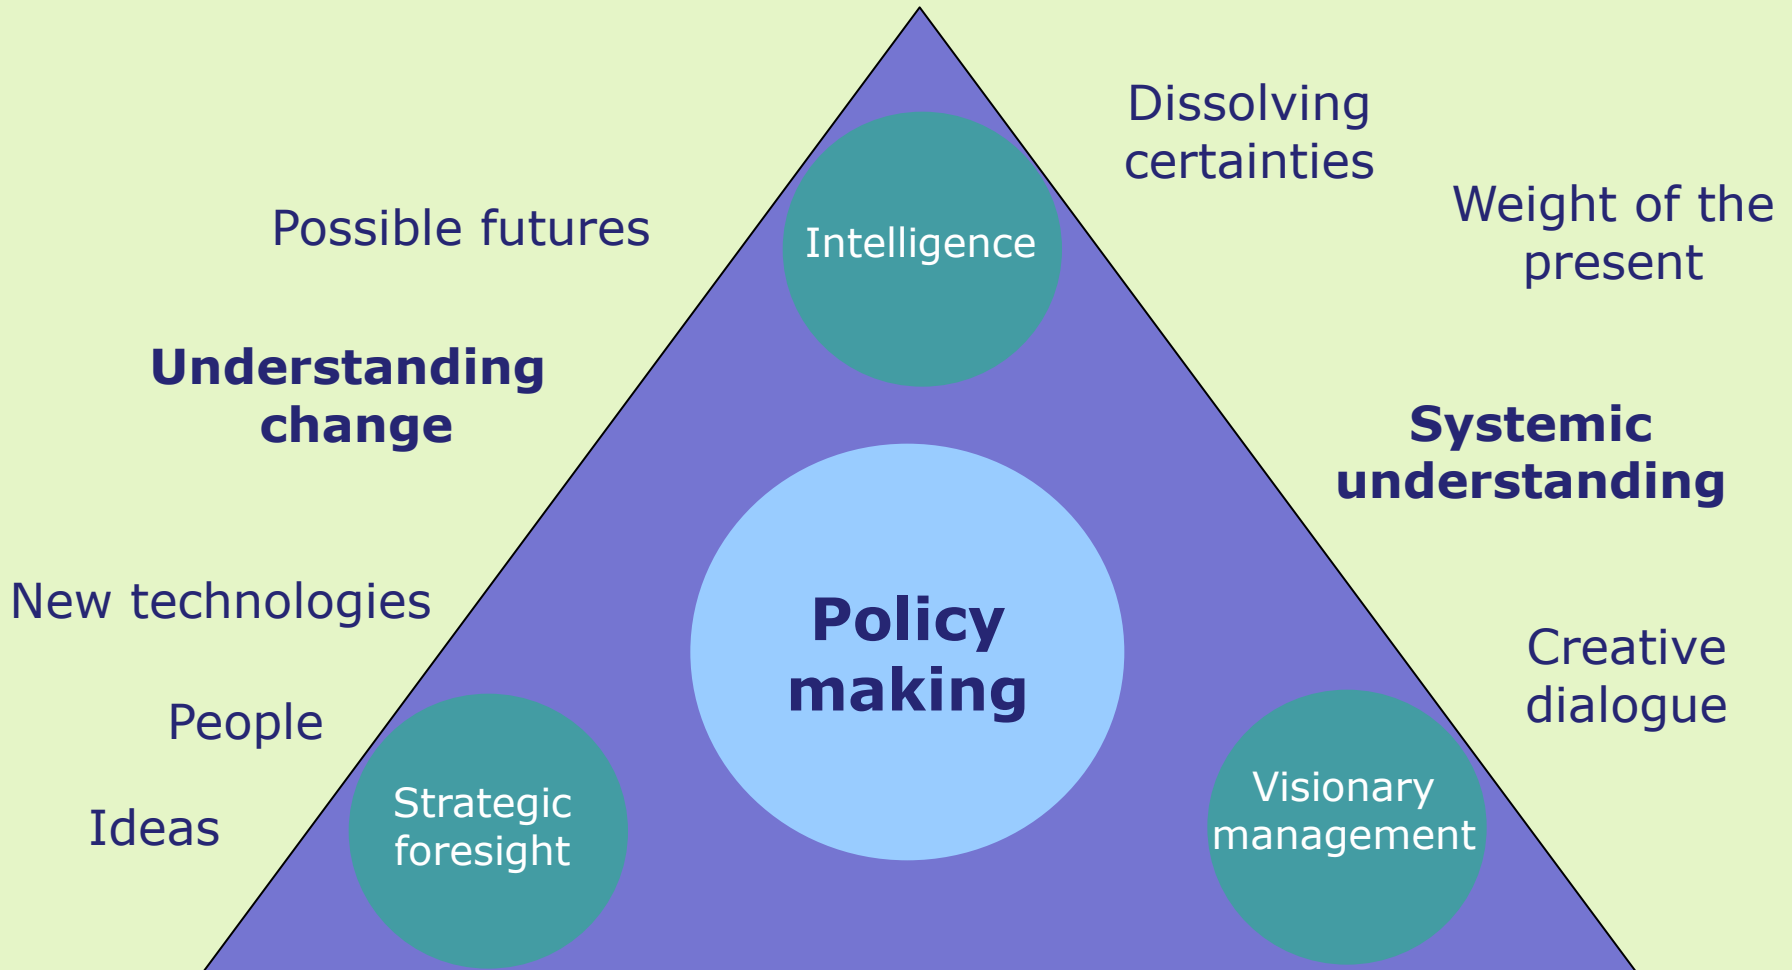 Dissolving
certainties
Weight of the
present
Possible futures
Intelligence
Understanding
change
Systemic
understanding
New technologies
Policy
making
Creative
dialogue
People
Ideas
Strategic
foresight
Visionary
management